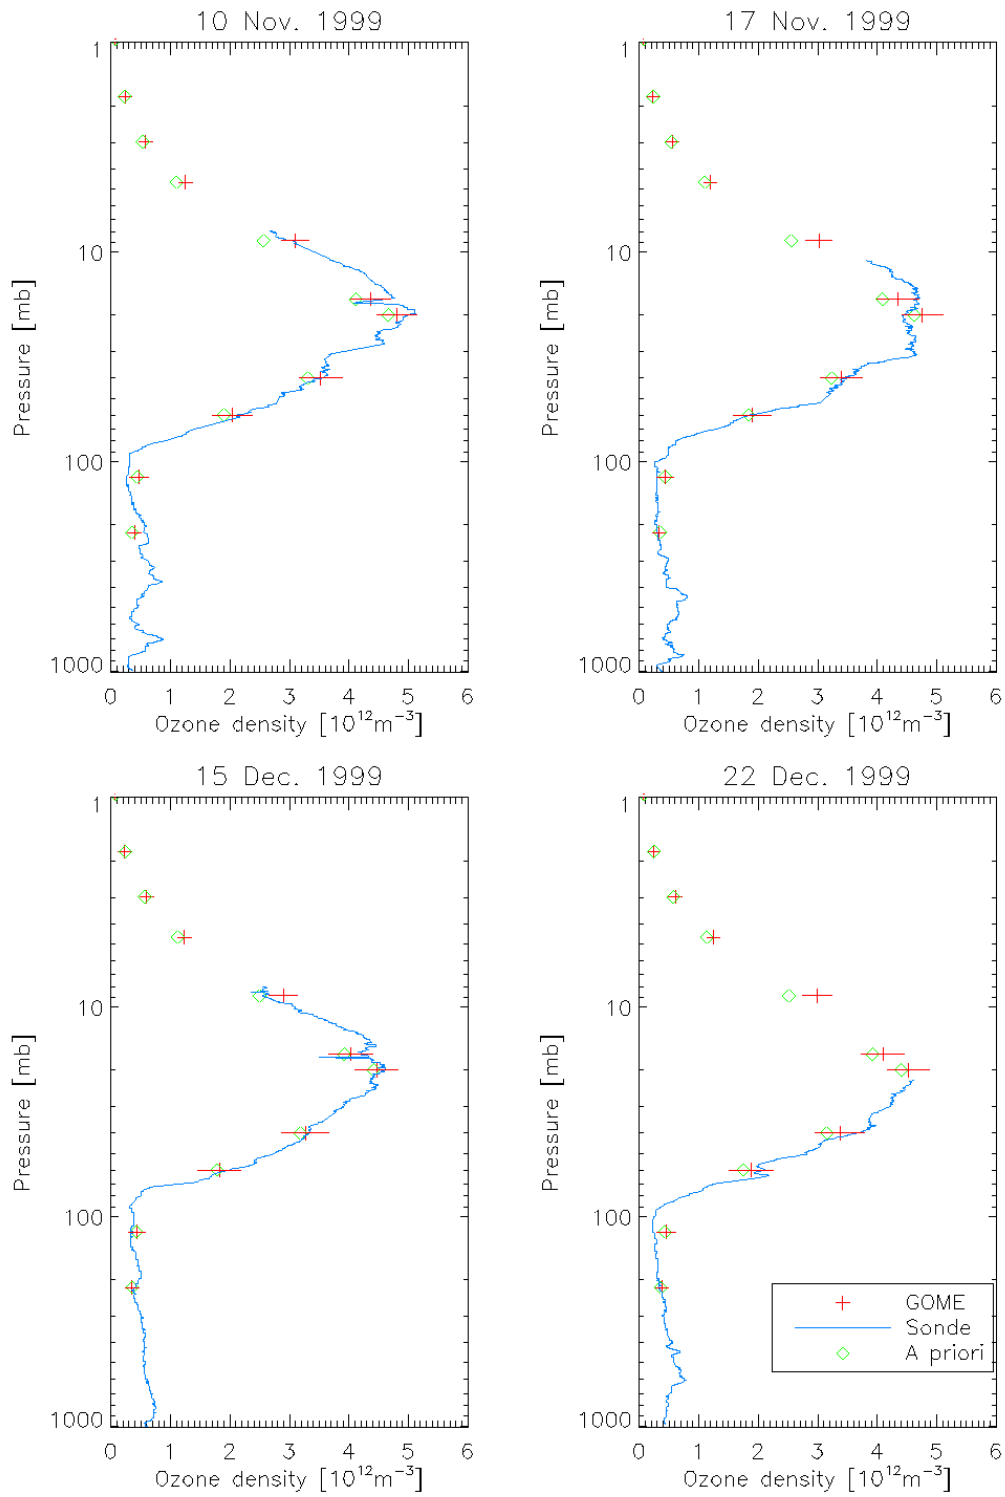 10 Nov. 1999
17 Nov. 1999
1
10
100
1000
Pressure [mb]
0 1 2 3 4 5 6
Ozone density [10¹²m⁻³]
1
10
100
1000
Pressure [mb]
0 1 2 3 4 5 6
Ozone density [10¹²m⁻³]
15 Dec. 1999
22 Dec. 1999
1
10
100
1000
Pressure [mb]
0 1 2 3 4 5 6
Ozone density [10¹²m⁻³]
1
10
100
1000
Pressure [mb]
GOME
Sonde
A priori
0 1 2 3 4 5 6
Ozone density [10¹²m⁻³]